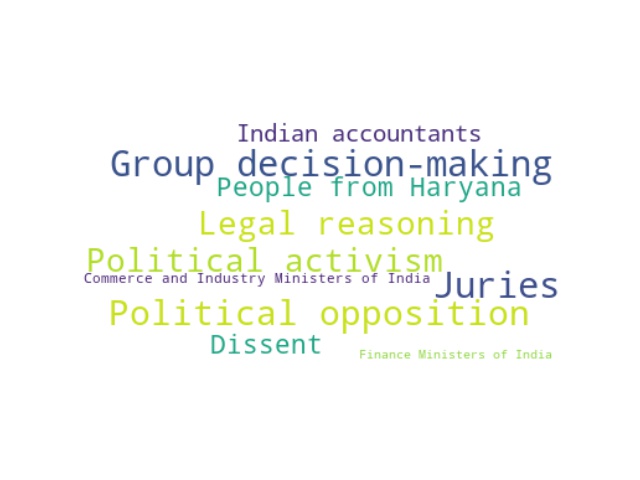 Indian accountants
Group decision-making
People from Haryana
Legal reasoning
Political activism
Commerce and Industry Ministers of India
Juries
Political opposition
Dissent
Finance Ministers of India